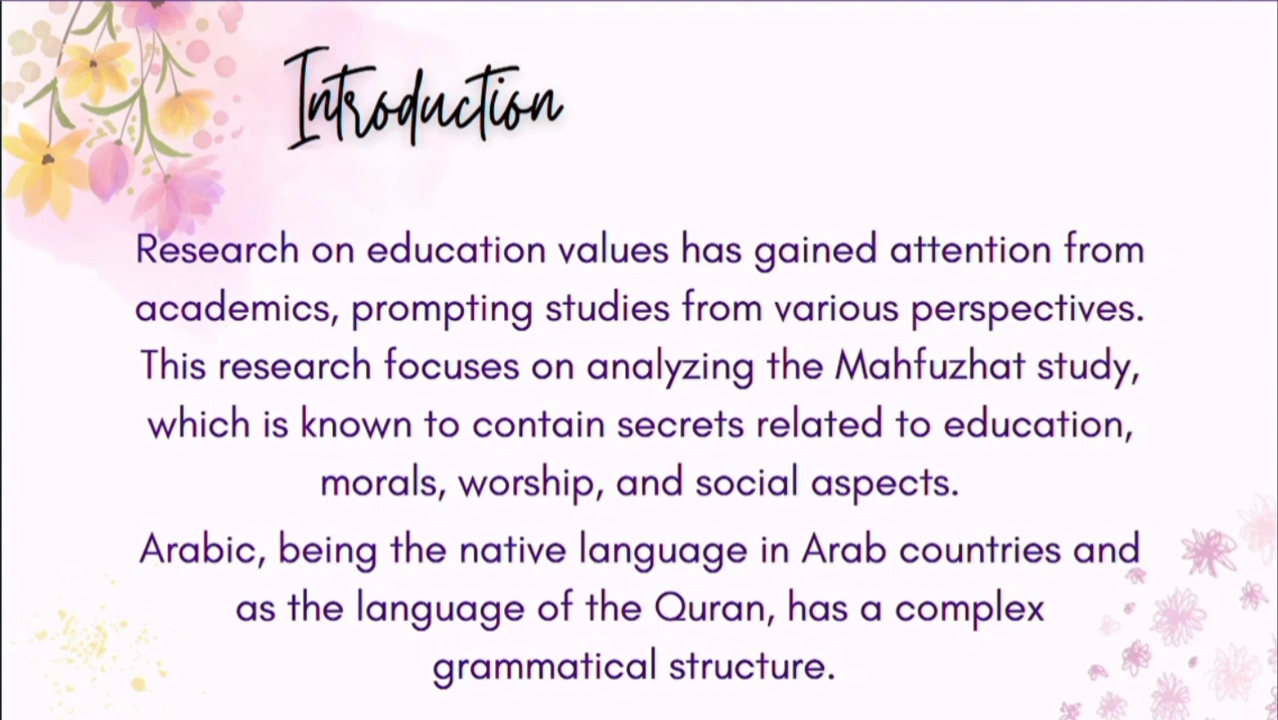 Introduction
Research on education values has gained attention from
academics, prompting studies from various perspectives.
This research focuses on analyzing the Mahfuzhat study,
which is known to contain secrets related to education,
morals, worship, and social aspects.
Arabic, being the native language in Arab countries and
as the language of the Quran, has a complex
grammatical structure.